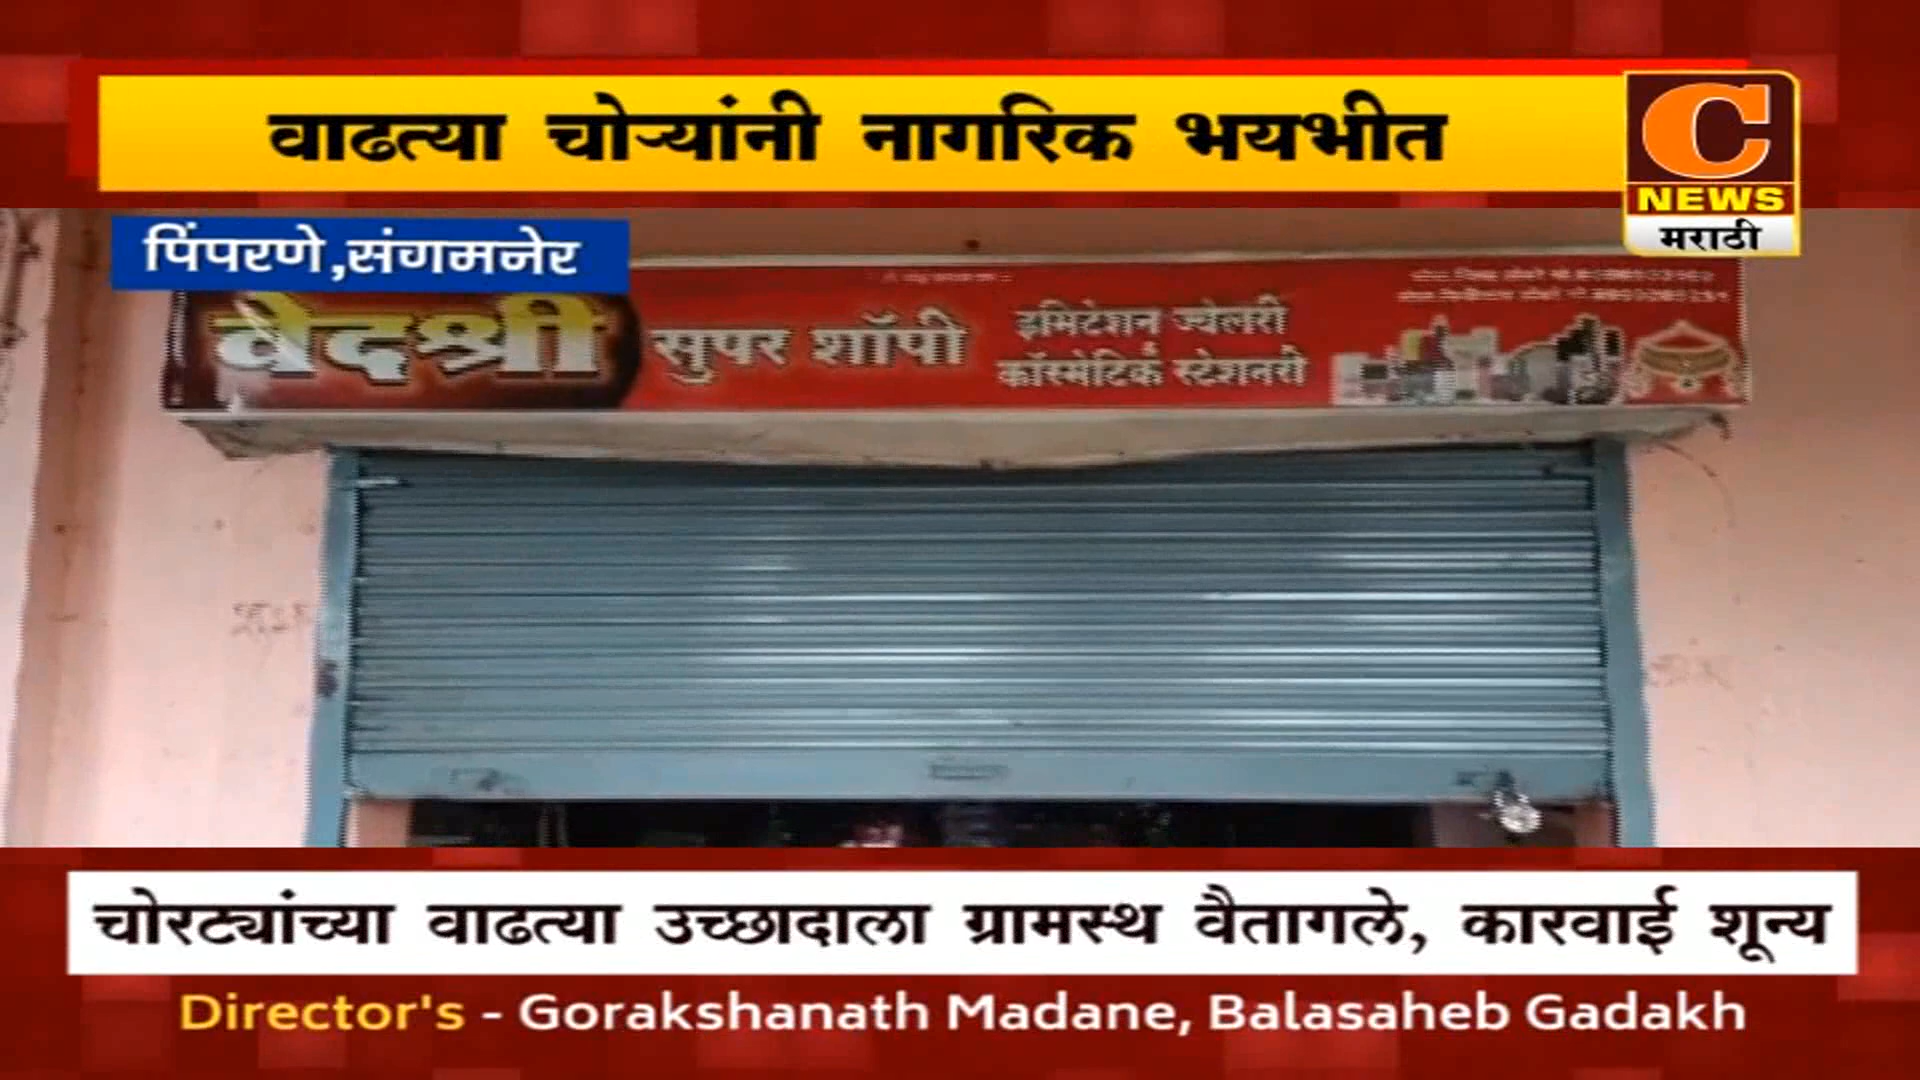 वाढत्या चोऱ्यांनी नागरिक भयभीत
C
NEWS
मराठी
पिंपरणे,संगमनेर
वेदश्री सुपर शॉपी
इमिटेशन ज्वेलरी
&
कॉस्मेटिक स्टेशनरी
चोरट्यांच्या वाढत्या उच्छादाला ग्रामस्थ वैतागले, कारवाई शून्य
Director's - Gorakshanath Madane, Balasaheb Gadakh